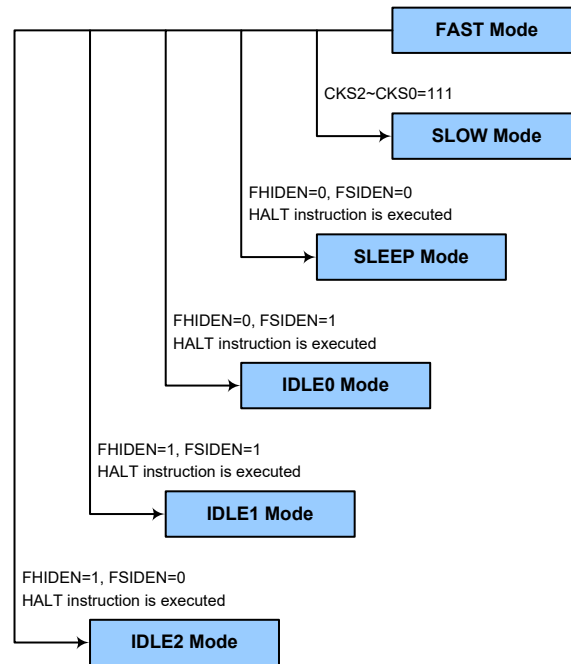 FAST Mode
CKS2~CKS0=111
SLOW Mode
FHIDEN=0, FSIDEN=0
HALT instruction is executed
SLEEP Mode
FHIDEN=0, FSIDEN=1
HALT instruction is executed
IDLE0 Mode
FHIDEN=1, FSIDEN=1
HALT instruction is executed
IDLE1 Mode
FHIDEN=1, FSIDEN=0
HALT instruction is executed
IDLE2 Mode